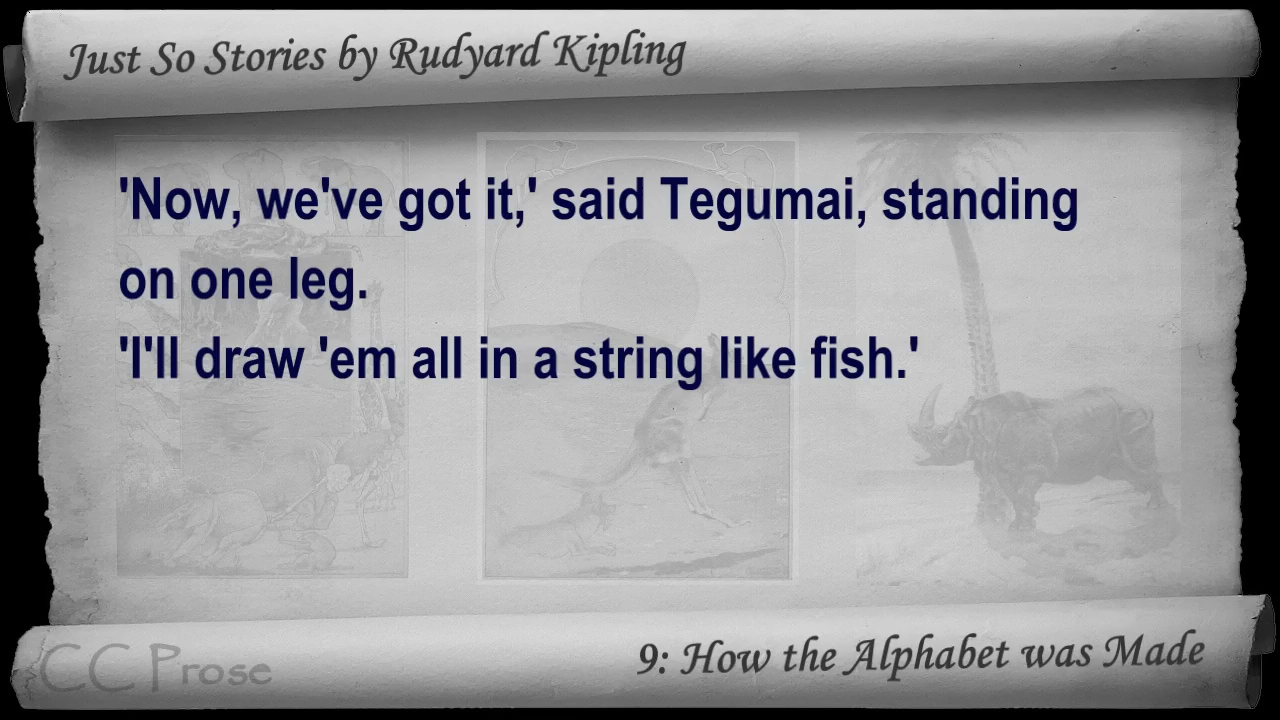 Just So Stories by Rudyard Kipling
'Now, we've got it,' said Tegumai, standing
on one leg.
'I'll draw 'em all in a string like fish.'
CC Prose
9: How the Alphabet was Made